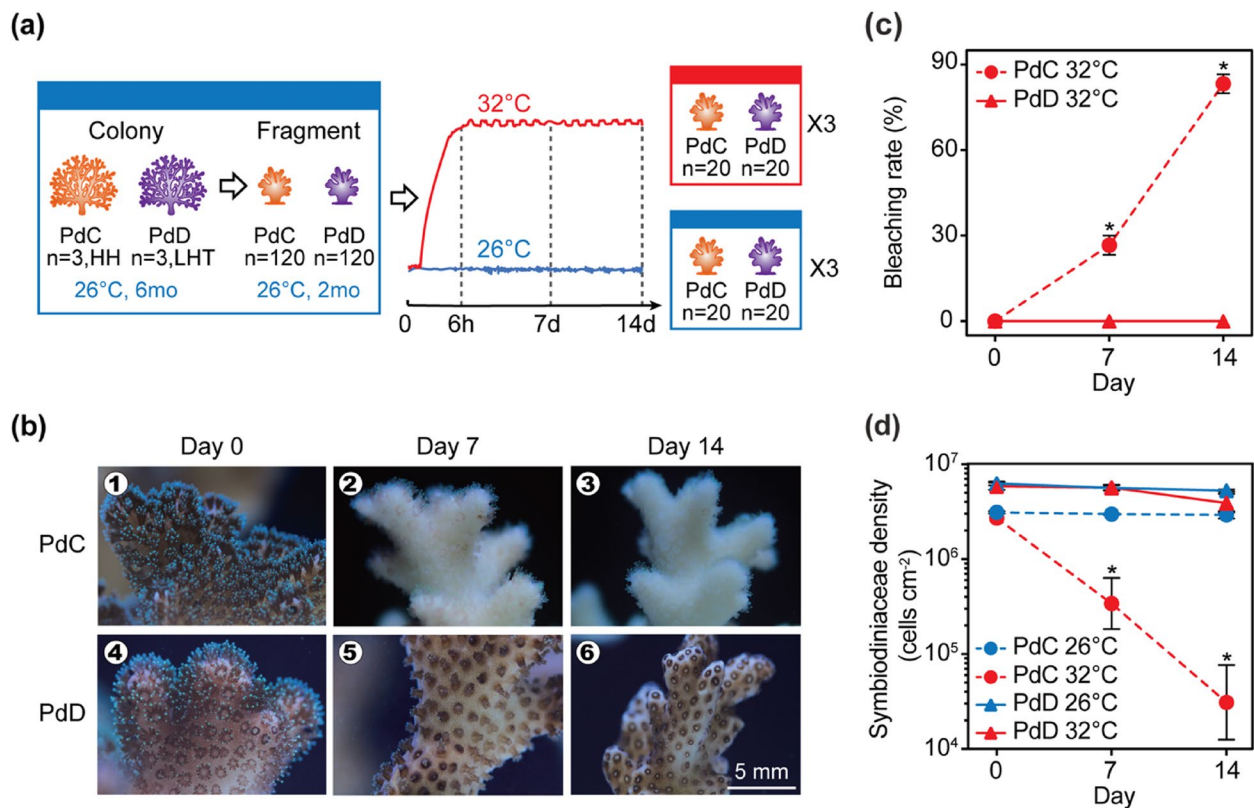 (a)
Colony
Fragment
PdC
PdD
PdC
PdD
n=3,HH
n=3,LHT
n=120
n=120
26°C, 6mo
26°C, 2mo
32°C
26°C
0
6h
7d
14d
PdC
PdD
n=20
n=20
X3
PdC
PdD
n=20
n=20
X3
(b)
Day 0
Day 7
Day 14
PdC
1
2
3
PdD
4
5
6
5 mm
(c)
Bleaching rate (%)
90
60
30
0
PdC 32°C
PdD 32°C
*
*
0
7
14
Day
(d)
Symbiodiniaceae density
(cells cm-2)
10⁷
10⁶
10⁵
10⁴
*
*
PdC 26°C
PdC 32°C
PdD 26°C
PdD 32°C
0
7
14
Day